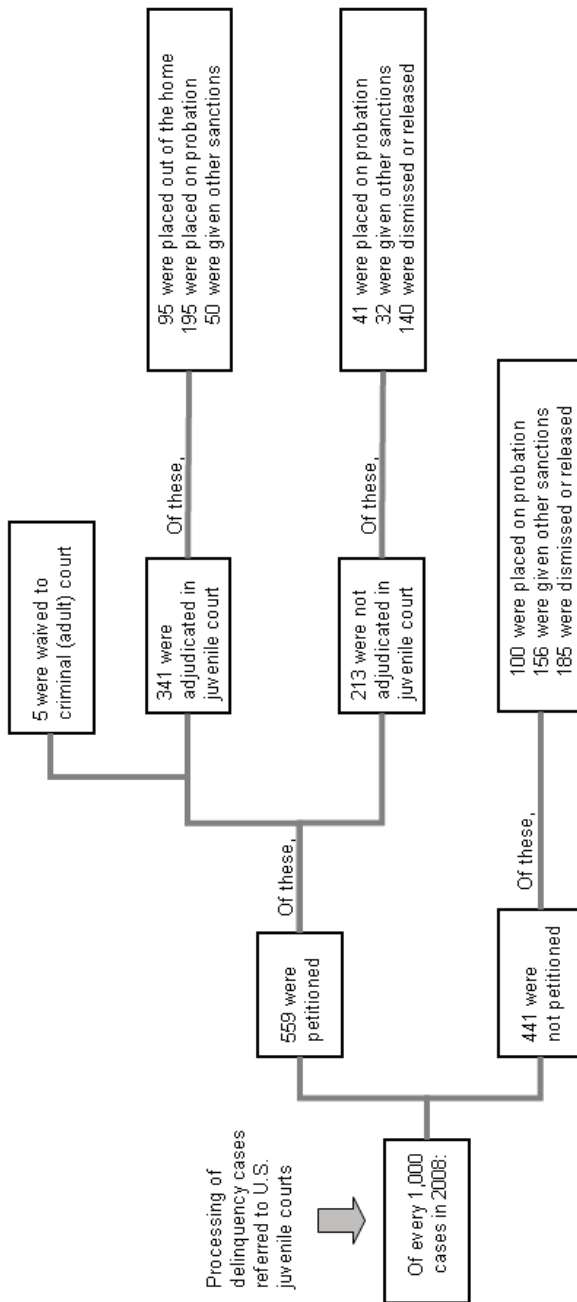 Processing of
delinquency cases
referred to U.S.
juvenile courts
Of every 1,000
cases in 2008:
559 were
petitioned
Of these,
5 were waived to
criminal (adult) court
341 were
adjudicated in
juvenile court
Of these,
95 were placed out of the home
195 were placed on probation
50 were given other sanctions
213 were not
adjudicated in
juvenile court
Of these,
41 were placed on probation
32 were given other sanctions
140 were dismissed or released
441 were
not petitioned
Of these,
100 were placed on probation
156 were given other sanctions
185 were dismissed or released